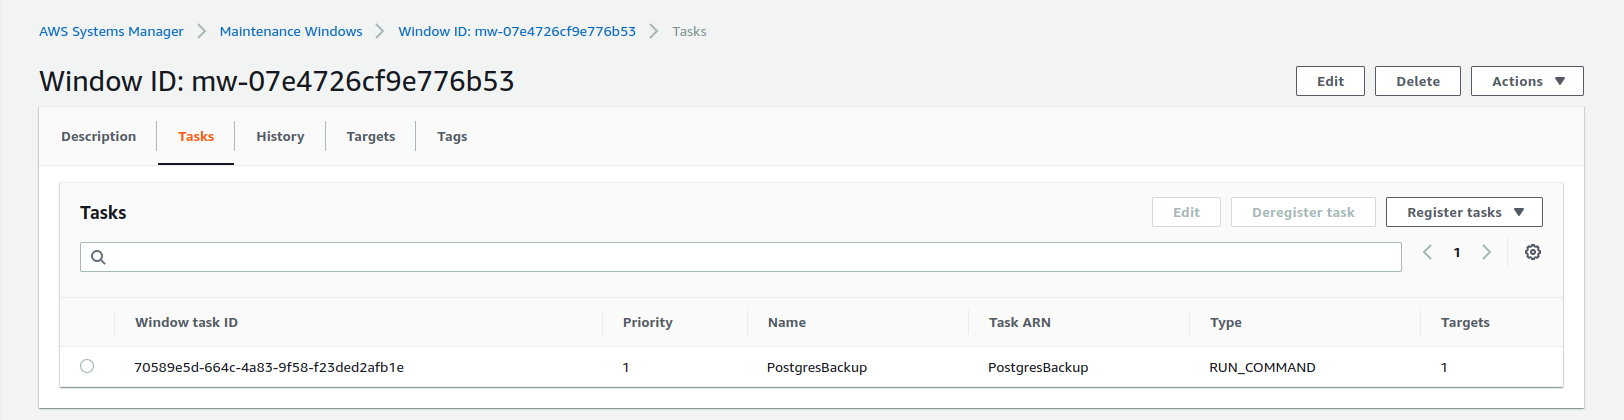 AWS Systems Manager > Maintenance Windows > Window ID: mw-07e4726cf9e776b53 > Tasks
Window ID: mw-07e4726cf9e776b53 Edit Delete Actions
Description Tasks History Targets Tags
Tasks Edit Deregister task Register tasks
1
Window task ID Priority Name Task ARN Type Targets
70589e5d-664c-4a83-9f58-f23ded2afb1e 1 PostgresBackup PostgresBackup RUN_COMMAND 1